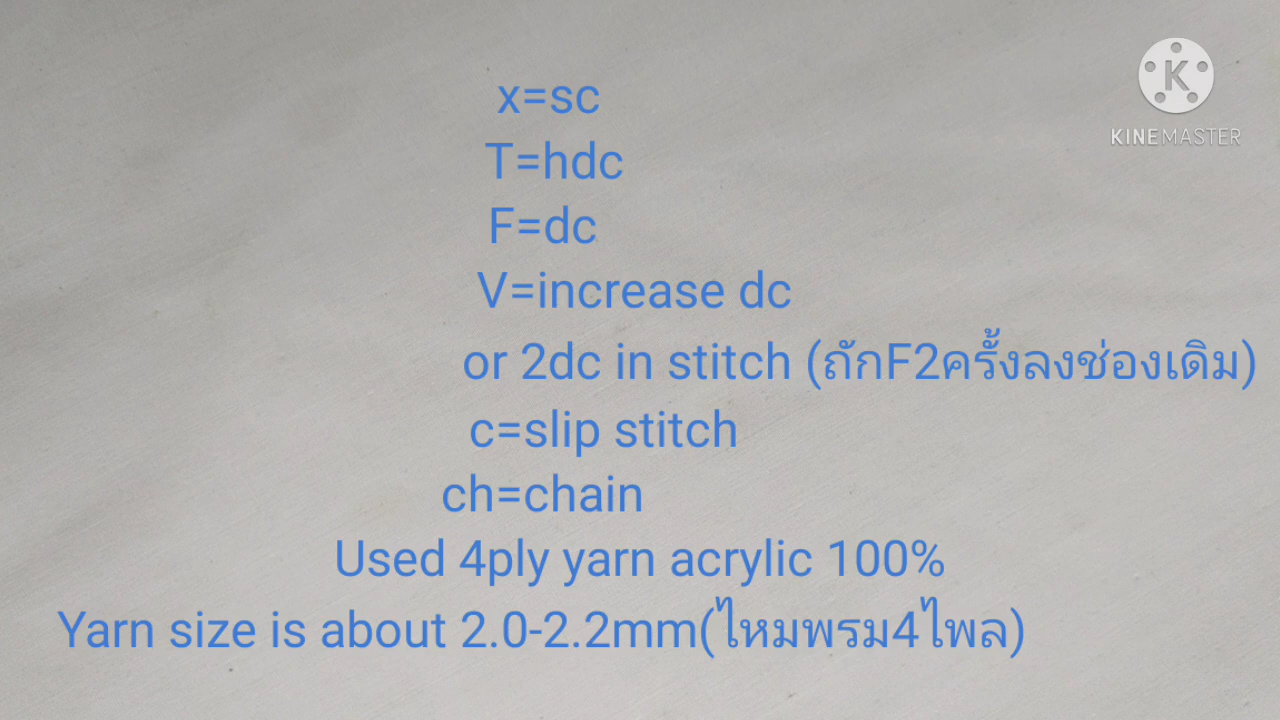 x=sc
KINEMASTER
T=hdc
F=dc
V=increase dc
or 2dc in stitch (ถักF2ครั้งลงช่องเดิม)
c=slip stitch
ch=chain
Used 4ply yarn acrylic 100%
Yarn size is about 2.0-2.2mm(ไหมพรม4ไพล)